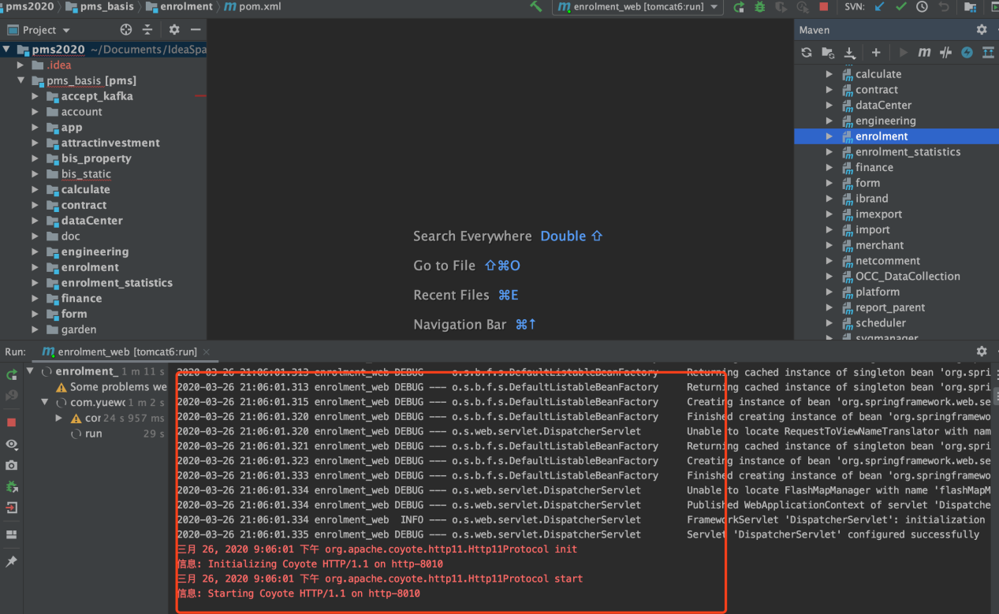 pms2020 pms_basis enrolment pom.xml
enrolment_web [tomcat6:run]
SVN:
Project
Maven
pms2020 ~/Documents/IdeaSpa
.idea
pms_basis [pms]
accept_kafka
account
app
attractinvestment
bis_property
bis_static
calculate
contract
dataCenter
doc
engineering
enrolment
enrolment_statistics
finance
form
garden
Search Everywhere Double ⇧
Go to File ⇧⌘O
Recent Files ⌘E
Navigation Bar ⌘↑
calculate
contract
dataCenter
engineering
enrolment
enrolment_statistics
finance
form
ibrand
imexport
import
merchant
netcomment
OCC_DataCollection
platform
report_parent
scheduler
Run: enrolment_web [tomcat6:run]
enrolment_ 1 m 11 s
Some problems we
com.yuewc 1 m 2 s
cor 24 s 957 ms
run 29 s
2020-03-26 21:06:01.313 enrolment_web DEBUG --- o.s.b.f.s.DefaultListableBeanFactory Returning cached instance of singleton bean 'org.spri
2020-03-26 21:06:01.313 enrolment_web DEBUG --- o.s.b.f.s.DefaultListableBeanFactory Returning cached instance of singleton bean 'org.spri
2020-03-26 21:06:01.315 enrolment_web DEBUG --- o.s.b.f.s.DefaultListableBeanFactory Creating instance of bean 'org.springframework.web.se
2020-03-26 21:06:01.320 enrolment_web DEBUG --- o.s.b.f.s.DefaultListableBeanFactory Finished creating instance of bean 'org.springframewo
2020-03-26 21:06:01.320 enrolment_web DEBUG --- o.s.web.servlet.DispatcherServlet Unable to locate RequestToViewNameTranslator with nam
2020-03-26 21:06:01.321 enrolment_web DEBUG --- o.s.b.f.s.DefaultListableBeanFactory Returning cached instance of singleton bean 'org.spri
2020-03-26 21:06:01.323 enrolment_web DEBUG --- o.s.b.f.s.DefaultListableBeanFactory Creating instance of bean 'org.springframework.web.se
2020-03-26 21:06:01.333 enrolment_web DEBUG --- o.s.b.f.s.DefaultListableBeanFactory Finished creating instance of bean 'org.springframewo
2020-03-26 21:06:01.334 enrolment_web DEBUG --- o.s.web.servlet.DispatcherServlet Unable to locate FlashMapManager with name 'flashMapM
2020-03-26 21:06:01.334 enrolment_web DEBUG --- o.s.web.servlet.DispatcherServlet Published WebApplicationContext of servlet 'Dispatche
2020-03-26 21:06:01.334 enrolment_web INFO --- o.s.web.servlet.DispatcherServlet FrameworkServlet 'DispatcherServlet': initialization
2020-03-26 21:06:01.335 enrolment_web DEBUG --- o.s.web.servlet.DispatcherServlet Servlet 'DispatcherServlet' configured successfully
三月 26, 2020 9:06:01 下午 org.apache.coyote.http11.Http11Protocol init
信息: Initializing Coyote HTTP/1.1 on http-8010
三月 26, 2020 9:06:01 下午 org.apache.coyote.http11.Http11Protocol start
信息: Starting Coyote HTTP/1.1 on http-8010